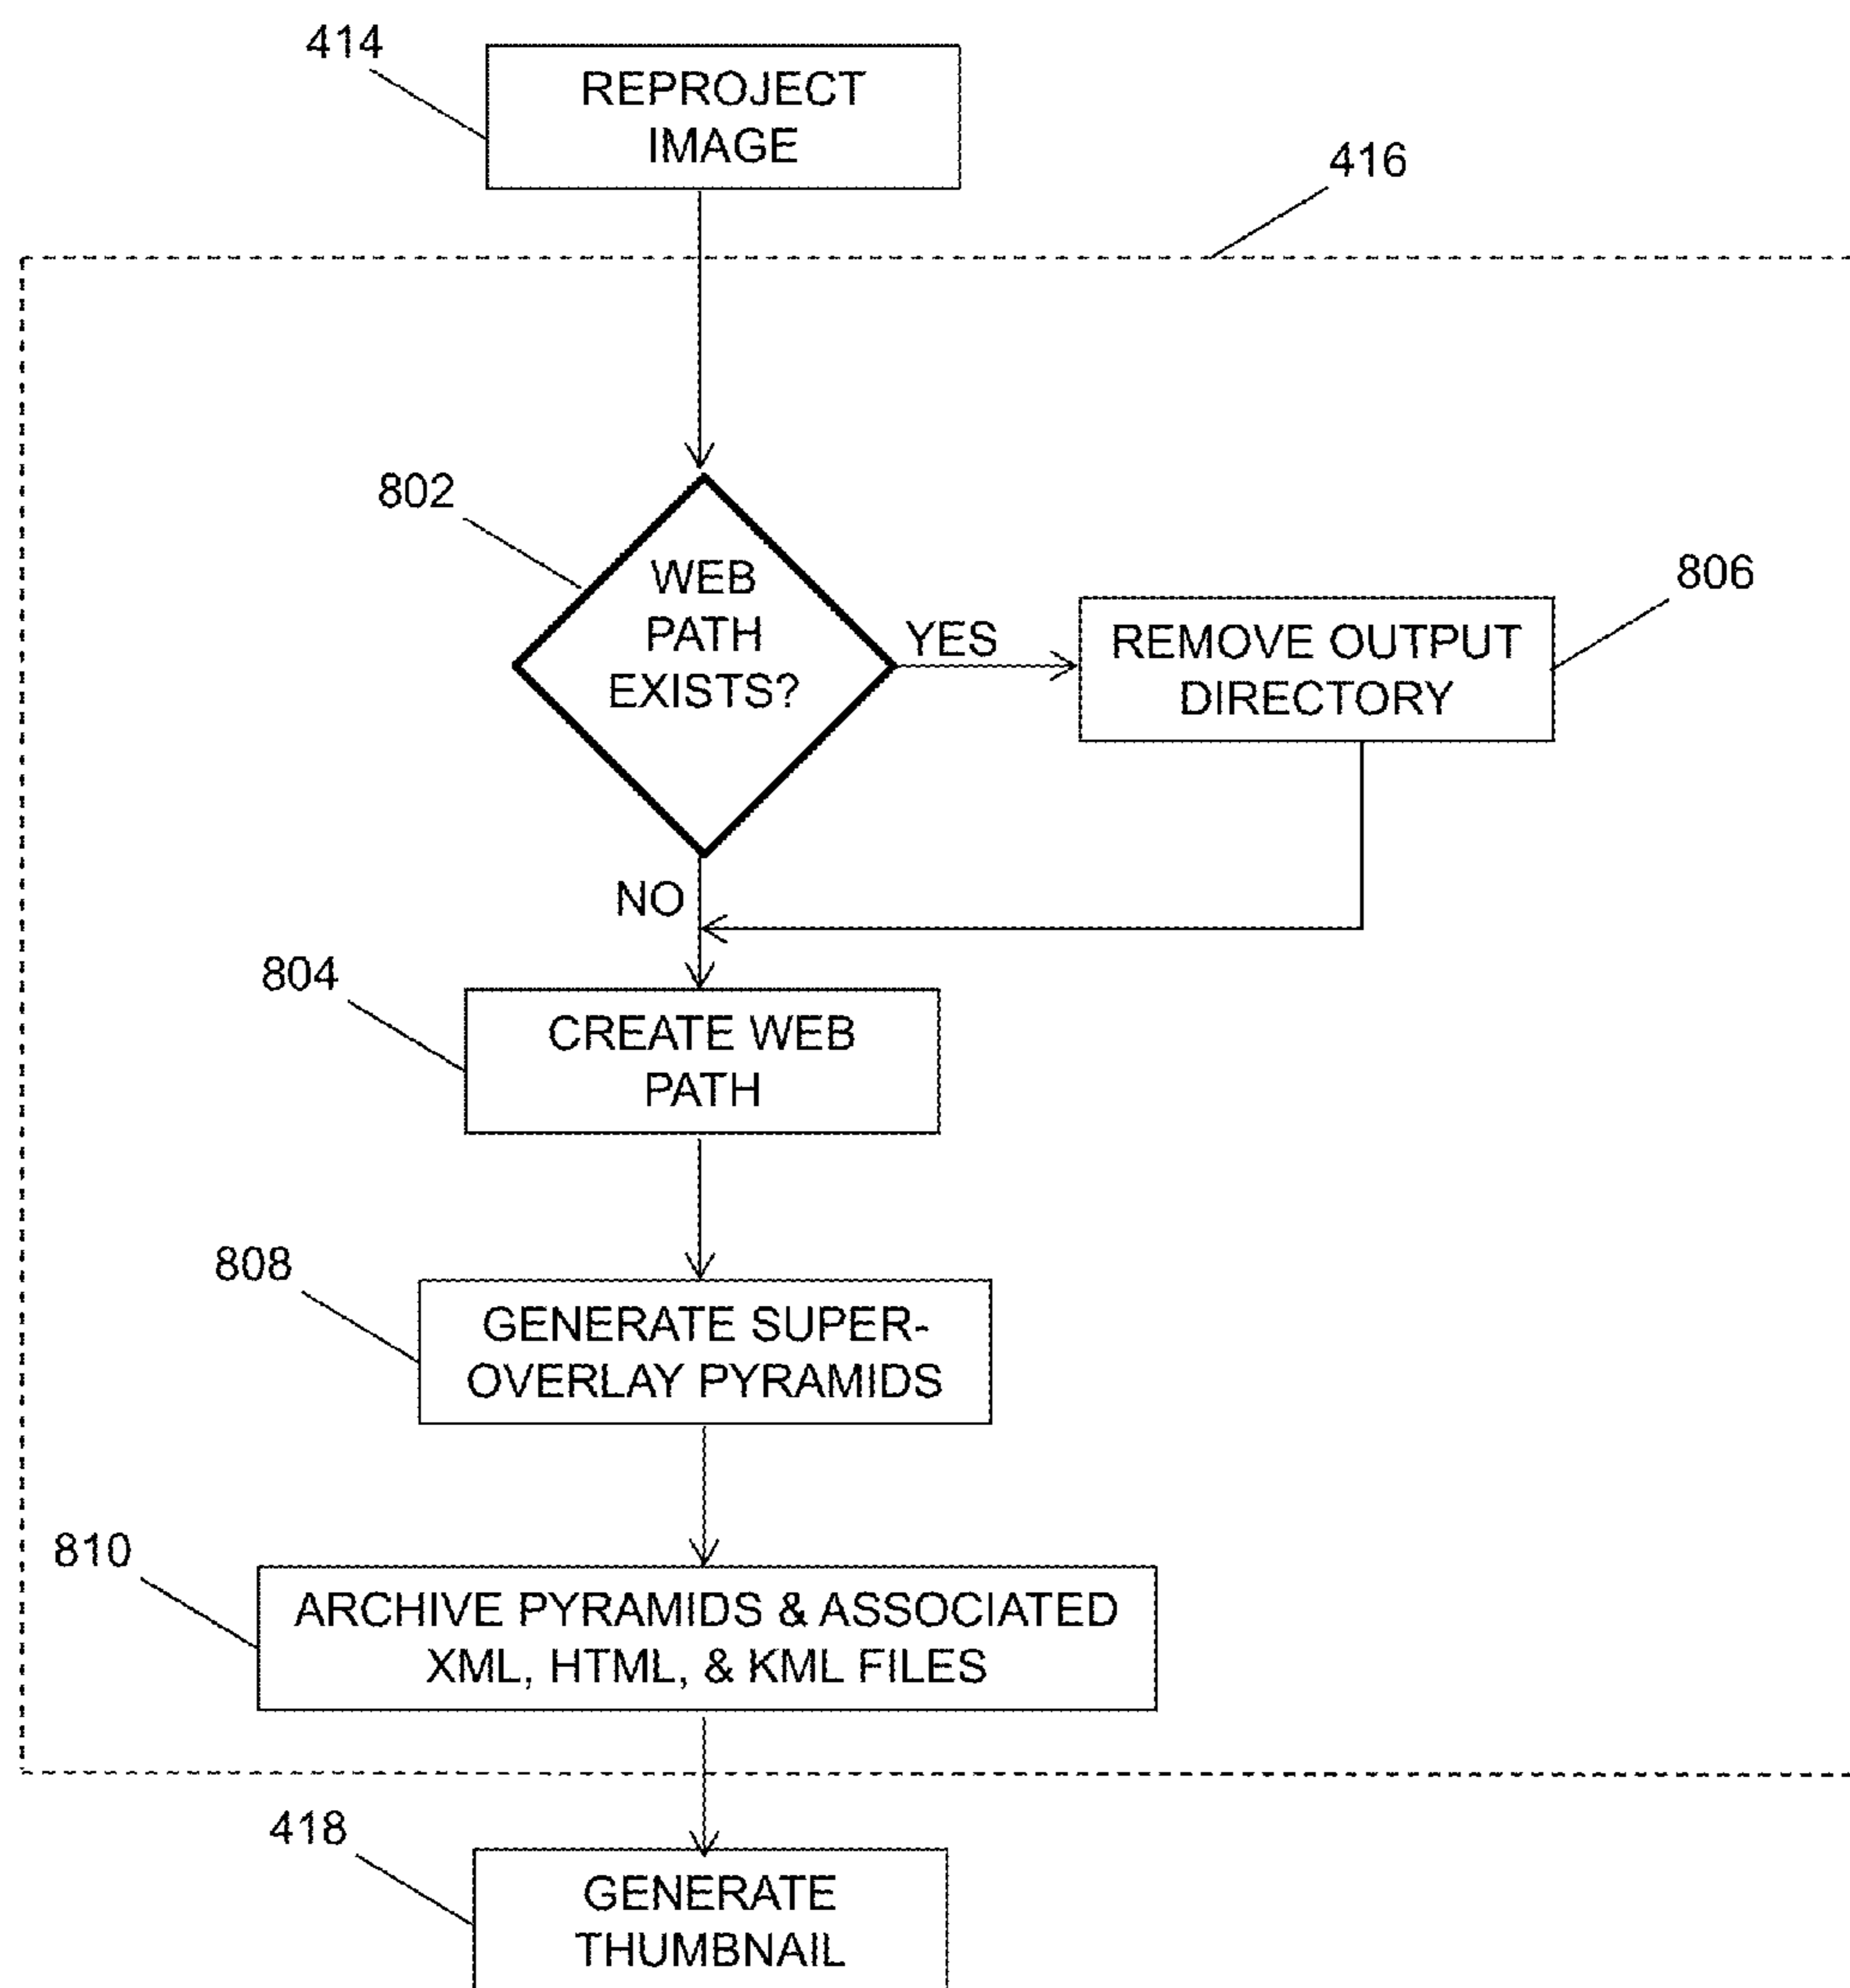 414
REPROJECT
IMAGE
416
802
WEB
PATH
EXISTS?
YES
806
REMOVE OUTPUT
DIRECTORY
NO
804
CREATE WEB
PATH
808
GENERATE SUPER-
OVERLAY PYRAMIDS
810
ARCHIVE PYRAMIDS & ASSOCIATED
XML, HTML, & KML FILES
418
GENERATE
THUMBNAIL